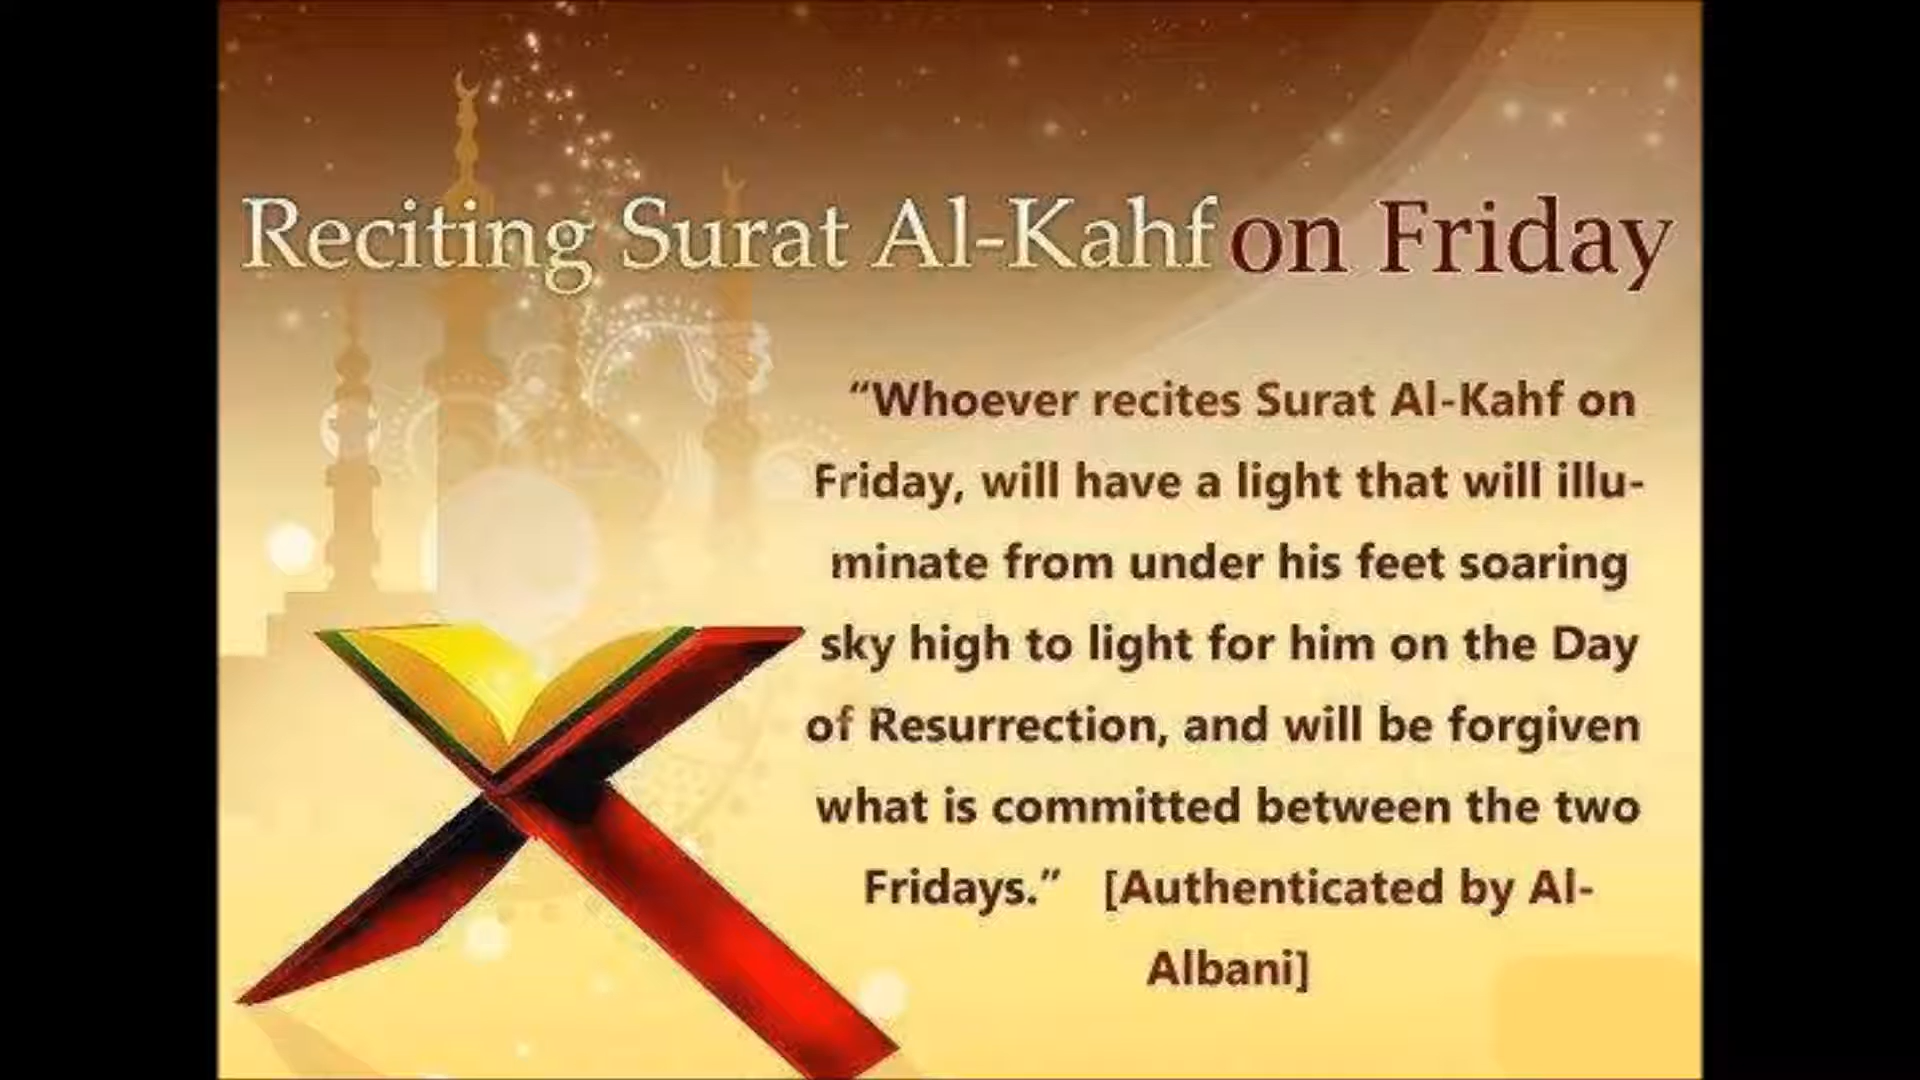 Reciting Surat Al-Kahf on Friday
“Whoever recites Surat Al-Kahf on
Friday, will have a light that will illu-
minate from under his feet soaring
sky high to light for him on the Day
of Resurrection, and will be forgiven
what is committed between the two
Fridays.” [Authenticated by Al-
Albani]